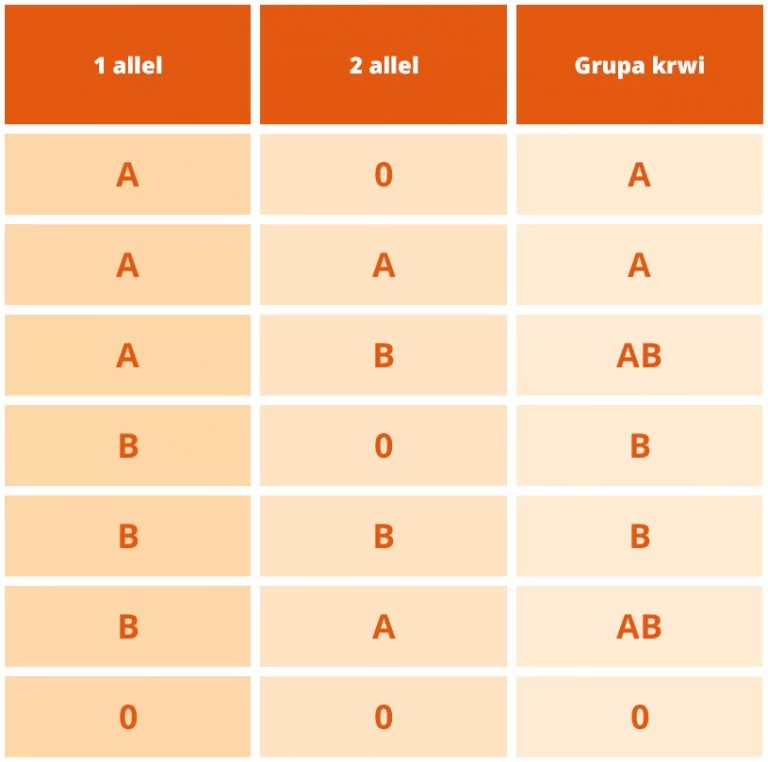 1 allel 2 allel Grupa krwi
A 0 A
A A A
A B AB
B 0 B
B B B
B A AB
0 0 0